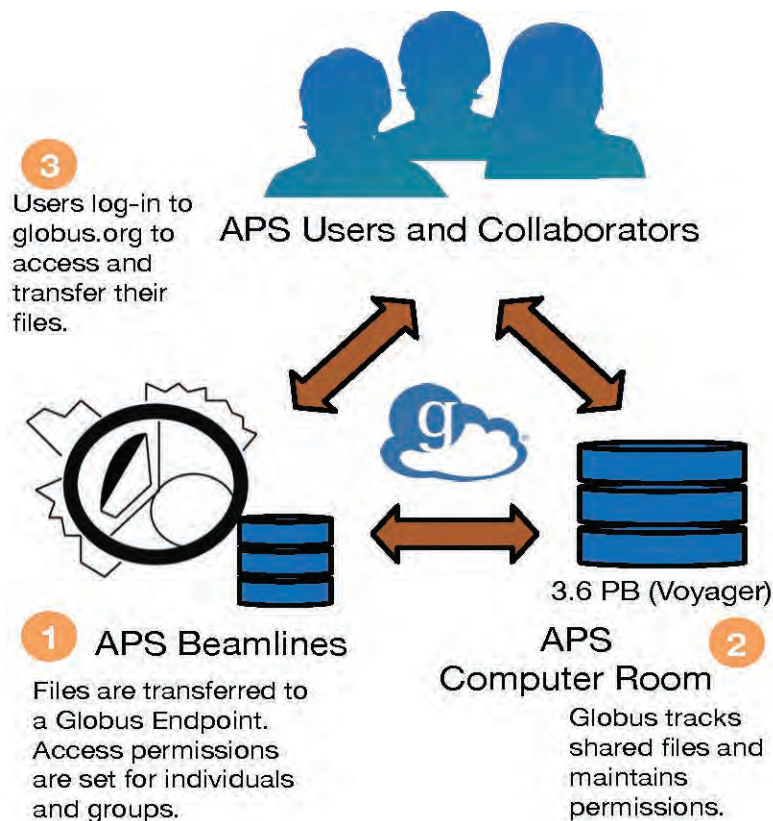 3
Users log-in to
globus.org to
access and
transfer their
files.
APS Users and Collaborators
g
3.6 PB (Voyager)
1
APS Beamlines
Files are transferred to
a Globus Endpoint.
Access permissions
are set for individuals
and groups.
APS
Computer Room
2
Globus tracks
shared files and
maintains
permissions.